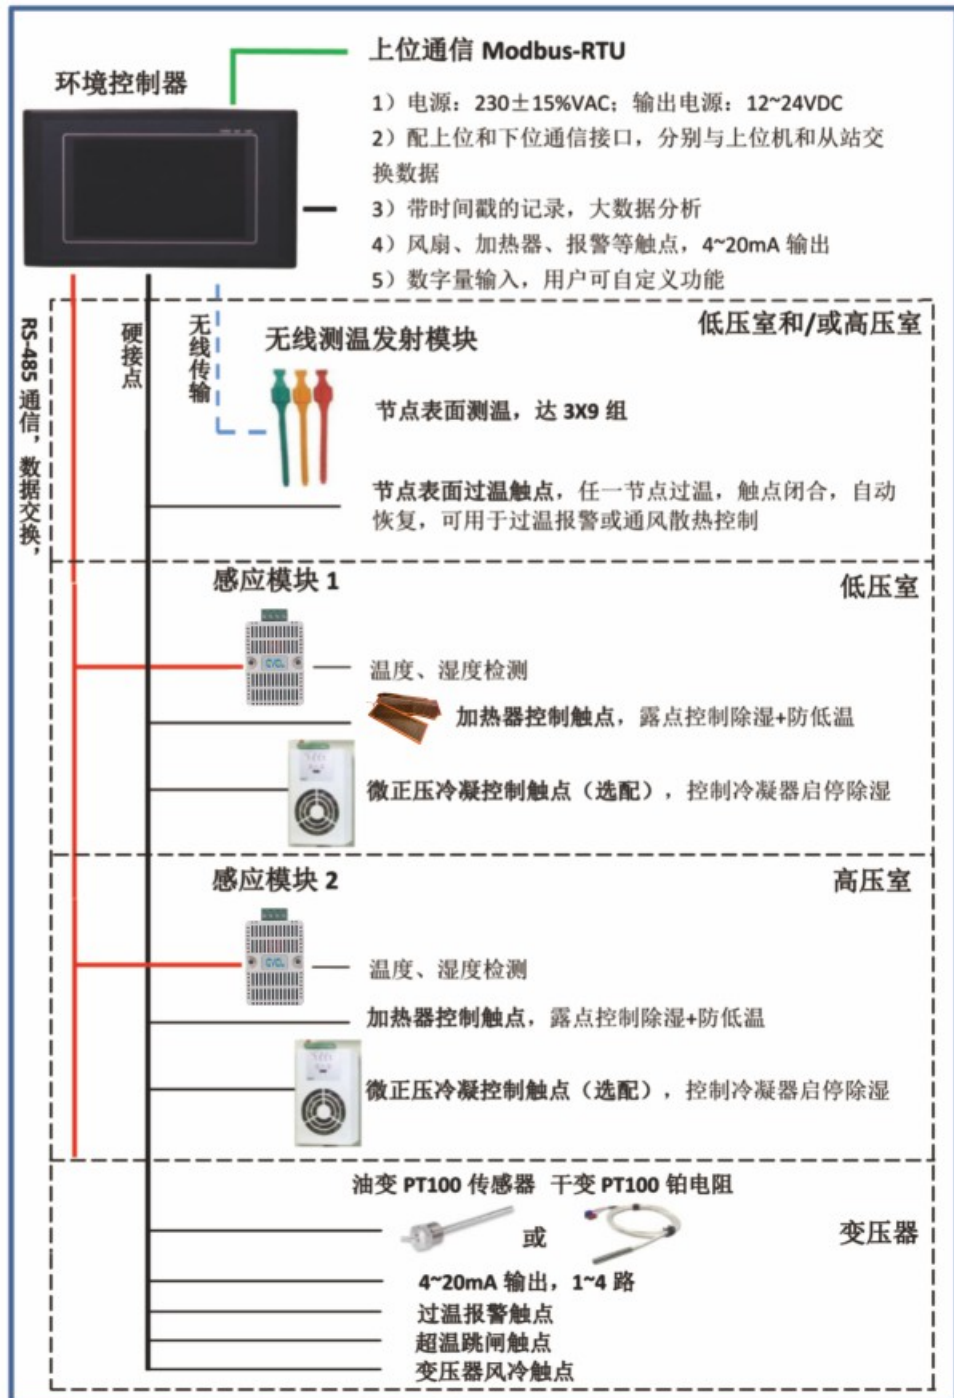 上位通信 Modbus-RTU
环境控制器
1）电源：230±15%VAC；输出电源：12~24VDC
2）配上位和下位通信接口，分别与上位机和从站交
换数据
3）带时间戳的记录，大数据分析
4）风扇、加热器、报警等触点，4~20mA 输出
5）数字量输入，用户可自定义功能
RS-485 通信，数据交换，
硬接点
无线传输
低压室和/或高压室
无线测温发射模块
节点表面测温，达 3X9 组
节点表面过温触点，任一节点过温，触点闭合，自动
恢复，可用于过温报警或通风散热控制
感应模块 1
低压室
CYCL
温度、湿度检测
加热器控制触点，露点控制除湿+防低温
微正压冷凝控制触点（选配），控制冷凝器启停除湿
感应模块 2
高压室
CYCL
温度、湿度检测
加热器控制触点，露点控制除湿+防低温
微正压冷凝控制触点（选配），控制冷凝器启停除湿
油变 PT100 传感器 干变 PT100 铂电阻
或
变压器
4~20mA 输出，1~4 路
过温报警触点
超温跳闸触点
变压器风冷触点